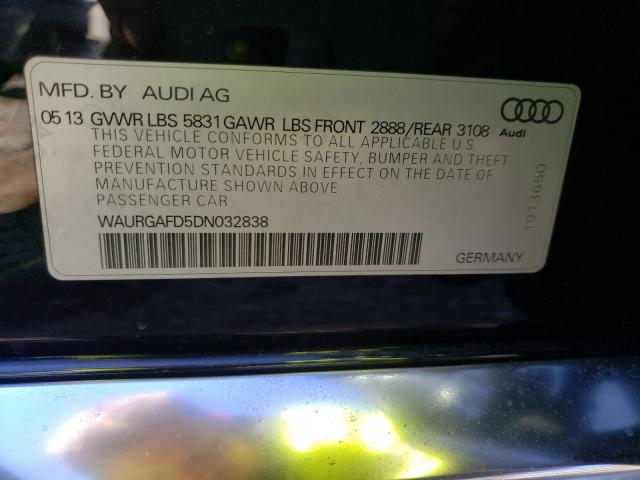 MFD. BY AUDI AG
05 13 GVWR LBS 5831 GAWR LBS FRONT 2888/REAR 3108
Audi
THIS VEHICLE CONFORMS TO ALL APPLICABLE U S
FEDERAL MOTOR VEHICLE SAFETY, BUMPER AND THEFT
PREVENTION STANDARDS IN EFFECT ON THE DATE OF
MANUFACTURE SHOWN ABOVE
PASSENGER CAR
1913650
WAURGAFD5DN032838
GERMANY